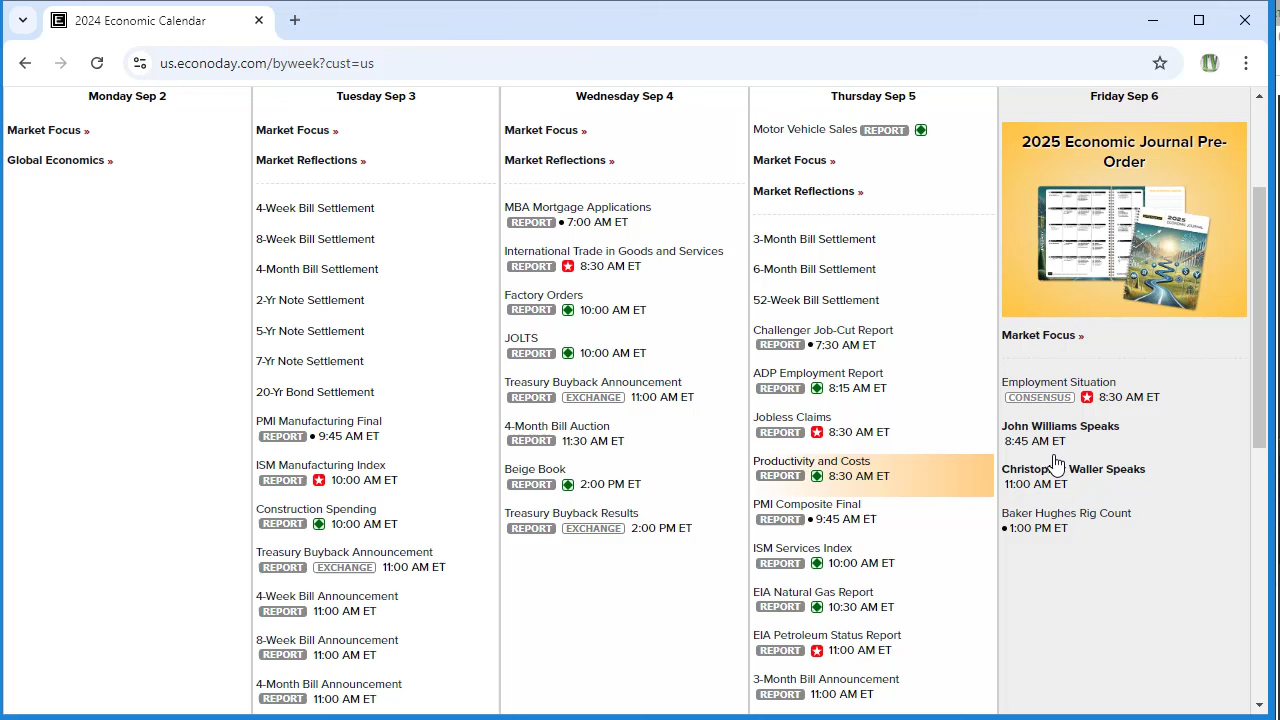 2024 Economic Calendar
us.econoday.com/byweek?cust=us
Monday Sep 2
Market Focus »
Global Economics »
Tuesday Sep 3
Market Focus »
Market Reflections »
4-Week Bill Settlement
8-Week Bill Settlement
4-Month Bill Settlement
2-Yr Note Settlement
5-Yr Note Settlement
7-Yr Note Settlement
20-Yr Bond Settlement
PMI Manufacturing Final
REPORT • 9:45 AM ET
ISM Manufacturing Index
REPORT 10:00 AM ET
Construction Spending
REPORT 10:00 AM ET
Treasury Buyback Announcement
REPORT EXCHANGE 11:00 AM ET
4-Week Bill Announcement
REPORT 11:00 AM ET
8-Week Bill Announcement
REPORT 11:00 AM ET
4-Month Bill Announcement
REPORT 11:00 AM ET
Wednesday Sep 4
Market Focus »
Market Reflections »
MBA Mortgage Applications
REPORT • 7:00 AM ET
International Trade in Goods and Services
REPORT 8:30 AM ET
Factory Orders
REPORT 10:00 AM ET
JOLTS
REPORT 10:00 AM ET
Treasury Buyback Announcement
REPORT EXCHANGE 11:00 AM ET
4-Month Bill Auction
REPORT 11:30 AM ET
Beige Book
REPORT 2:00 PM ET
Treasury Buyback Results
REPORT EXCHANGE 2:00 PM ET
Thursday Sep 5
Motor Vehicle Sales REPORT
Market Focus »
Market Reflections »
3-Month Bill Settlement
6-Month Bill Settlement
52-Week Bill Settlement
Challenger Job-Cut Report
REPORT • 7:30 AM ET
ADP Employment Report
REPORT 8:15 AM ET
Jobless Claims
REPORT 8:30 AM ET
Productivity and Costs
REPORT 8:30 AM ET
PMI Composite Final
REPORT • 9:45 AM ET
ISM Services Index
REPORT 10:00 AM ET
EIA Natural Gas Report
REPORT 10:30 AM ET
EIA Petroleum Status Report
REPORT 11:00 AM ET
3-Month Bill Announcement
REPORT 11:00 AM ET
Friday Sep 6
2025 Economic Journal Pre-
Order
2025
ECONOMIC JOURNAL
Market Focus »
Employment Situation
CONSENSUS 8:30 AM ET
John Williams Speaks
8:45 AM ET
Christopher Waller Speaks
11:00 AM ET
Baker Hughes Rig Count
• 1:00 PM ET